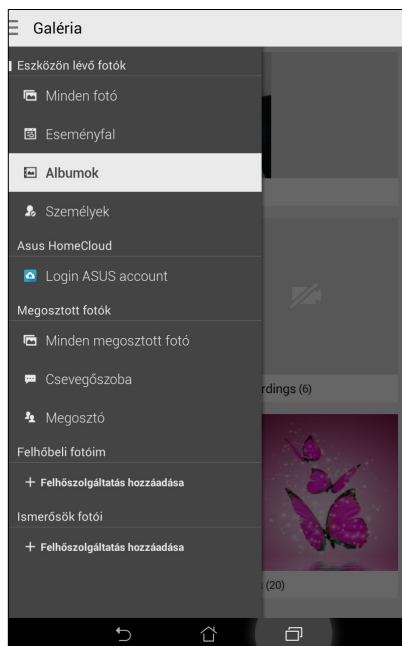 Galéria
Eszközön lévő fotók
Minden fotó
Eseményfal
Albumok
Személyek
Asus HomeCloud
Login ASUS account
Megosztott fotók
Minden megosztott fotó
Csevegőszoba
rdings (6)
Megosztó
Felhőbeli fotóim
+ Felhőszolgáltatás hozzáadása
Ismerősök fotói
+ Felhőszolgáltatás hozzáadása
(20)